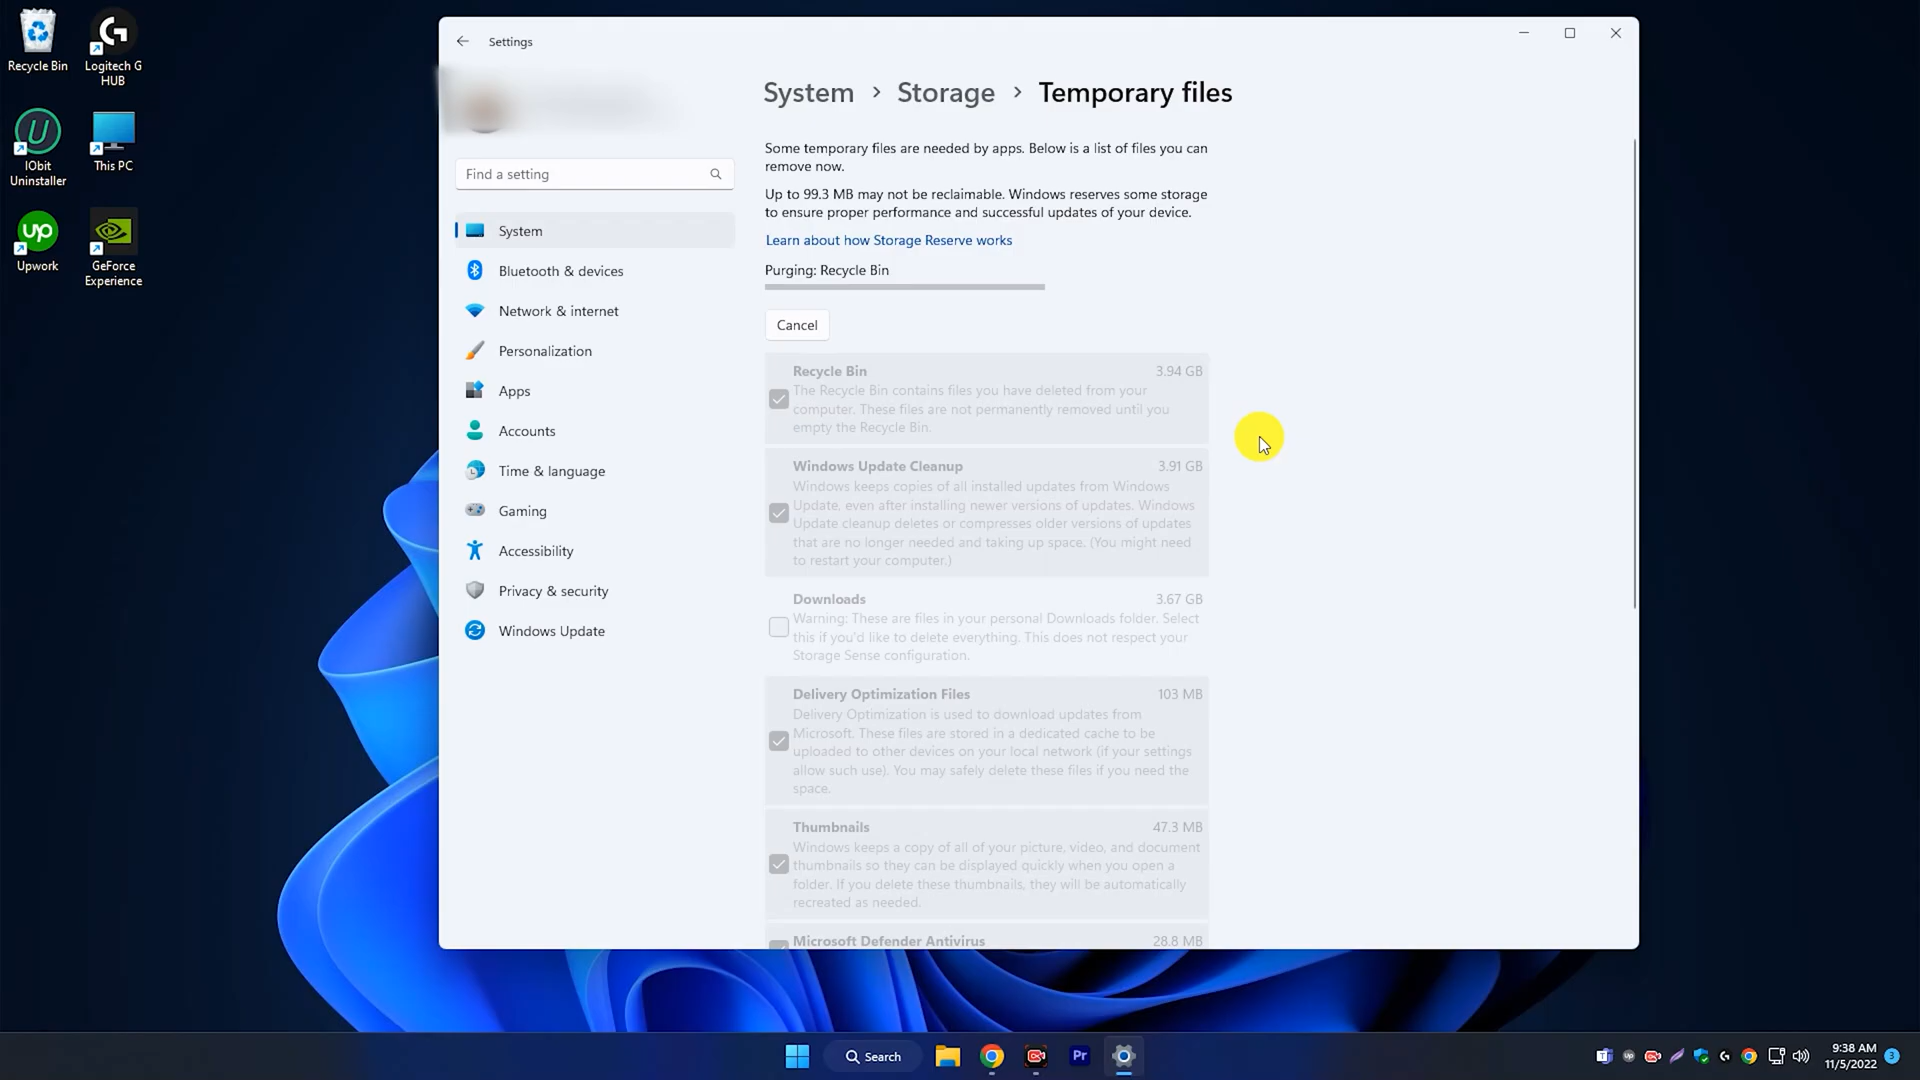 Recycle Bin
Logitech G
HUB
IObit
Uninstaller
This PC
Upwork
GeForce
Experience
Settings
Find a setting
System
Bluetooth & devices
Network & internet
Personalization
Apps
Accounts
Time & language
Gaming
Accessibility
Privacy & security
Windows Update
System > Storage > Temporary files
Some temporary files are needed by apps. Below is a list of files you can
remove now.
Up to 99.3 MB may not be reclaimable. Windows reserves some storage
to ensure proper performance and successful updates of your device.
Learn about how Storage Reserve works
Purging: Recycle Bin
Cancel
Recycle Bin 3.94 GB
The Recycle Bin contains files you have deleted from your
computer. These files are not permanently removed until you
empty the Recycle Bin.
Windows Update Cleanup 3.91 GB
Windows keeps copies of all installed updates from Windows
Update, even after installing newer versions of updates. Windows
Update cleanup deletes or compresses older versions of updates
that are no longer needed and taking up space. (You might need
to restart your computer.)
Downloads 3.67 GB
Warning: These are files in your personal Downloads folder. Select
this if you'd like to delete everything. This does not respect your
Storage Sense configuration.
Delivery Optimization Files 103 MB
Delivery Optimization is used to download updates from
Microsoft. These files are stored in a dedicated cache to be
uploaded to other devices on your local network (if your settings
allow such use). You may safely delete these files if you need the
space.
Thumbnails 47.3 MB
Windows keeps a copy of all of your picture, video, and document
thumbnails so they can be displayed quickly when you open a
folder. If you delete these thumbnails, they will be automatically
recreated as needed.
Microsoft Defender Antivirus 28.8 MB
Search
Pr
9:38 AM
11/5/2022
3